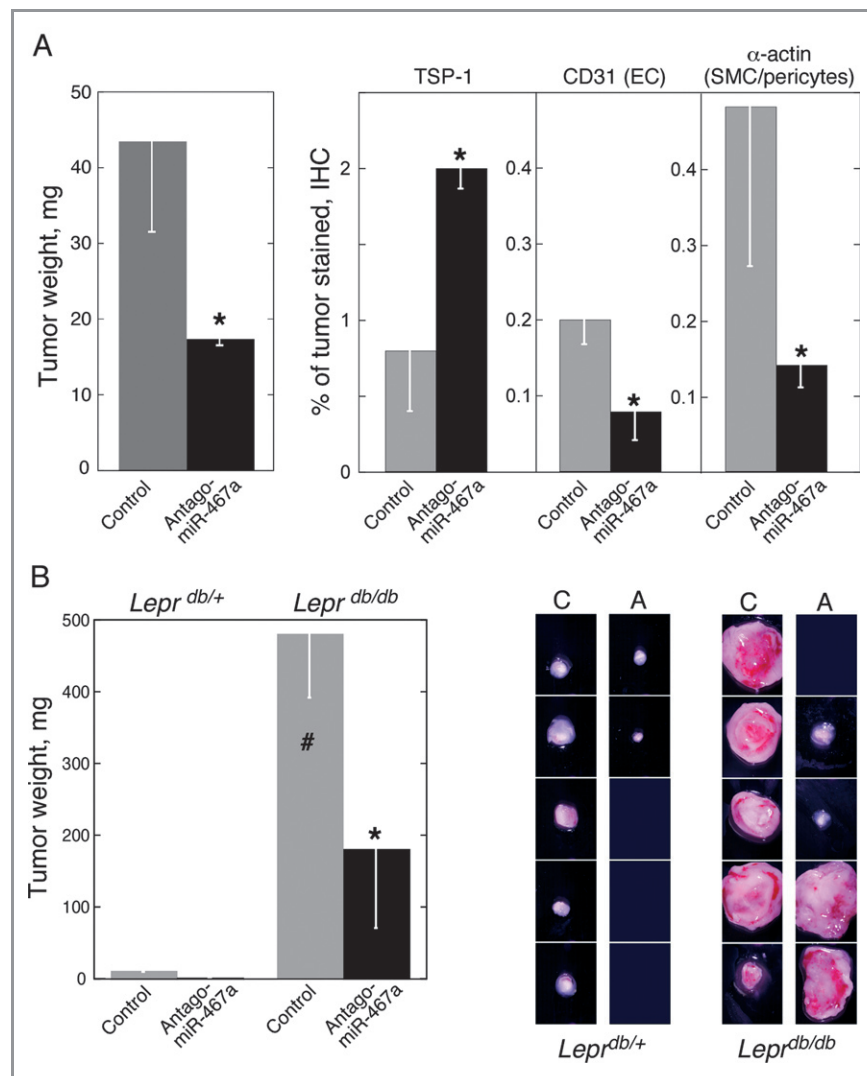 A
TSP-1
CD31 (EC)
α-actin
(SMC/pericytes)
Tumor weight, mg
50
40
30
20
10
0
*
Control
Antago-
miR-467a
% of tumor stained, IHC
2
1
0
*
Control
Antago-
miR-467a
0.4
0.3
0.2
0.1
*
Control
Antago-
miR-467a
0.4
0.3
0.2
0.1
*
Control
Antago-
miR-467a
B
Lepr db/+
Lepr db/db
Tumor weight, mg
500
400
300
200
100
0
#
*
Control
Antago-
miR-467a
Control
Antago-
miR-467a
C A C A
Lepr db/+
Lepr db/db